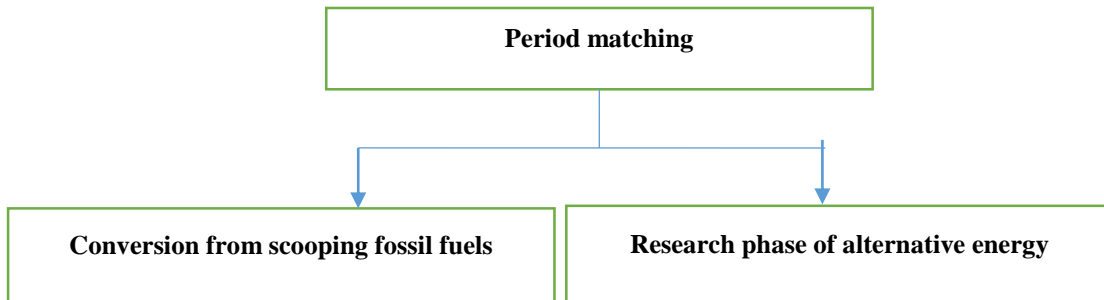 Period matching
Conversion from scooping fossil fuels
Research phase of alternative energy